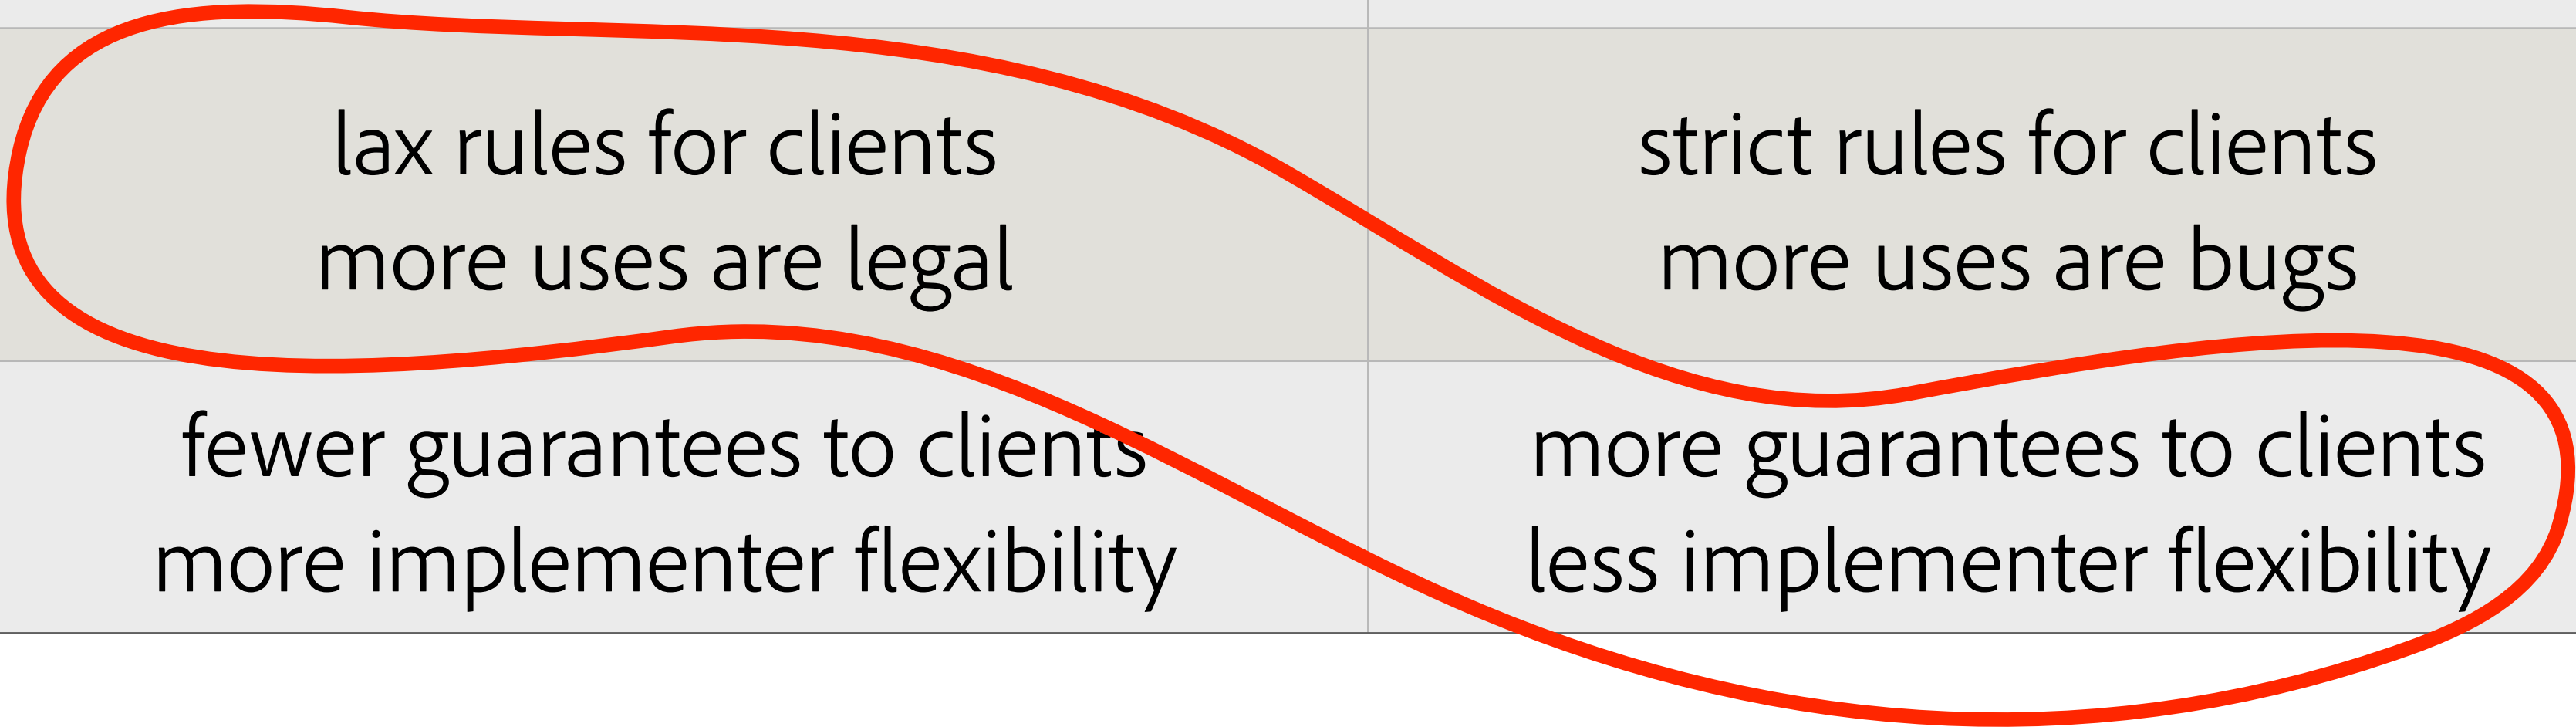 lax rules for clients
more uses are legal
strict rules for clients
more uses are bugs
fewer guarantees to clients
more implementer flexibility
more guarantees to clients
less implementer flexibility